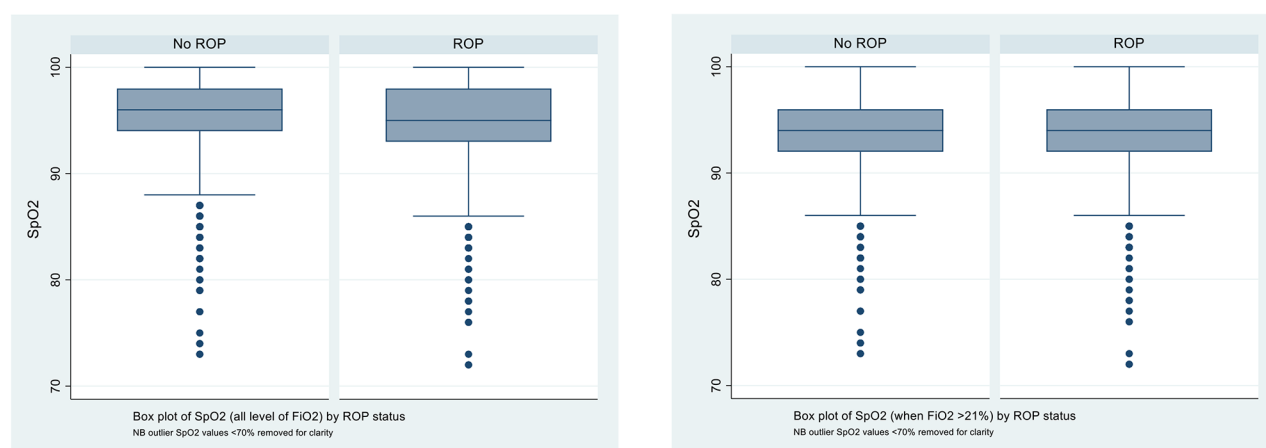 No ROP
ROP
100
90
80
70
SpO2
Box plot of SpO2 (all level of FiO2) by ROP status
NB outlier SpO2 values <70% removed for clarity
No ROP
ROP
100
90
80
70
SpO2
Box plot of SpO2 (when FiO2 >21%) by ROP status
NB outlier SpO2 values <70% removed for clarity